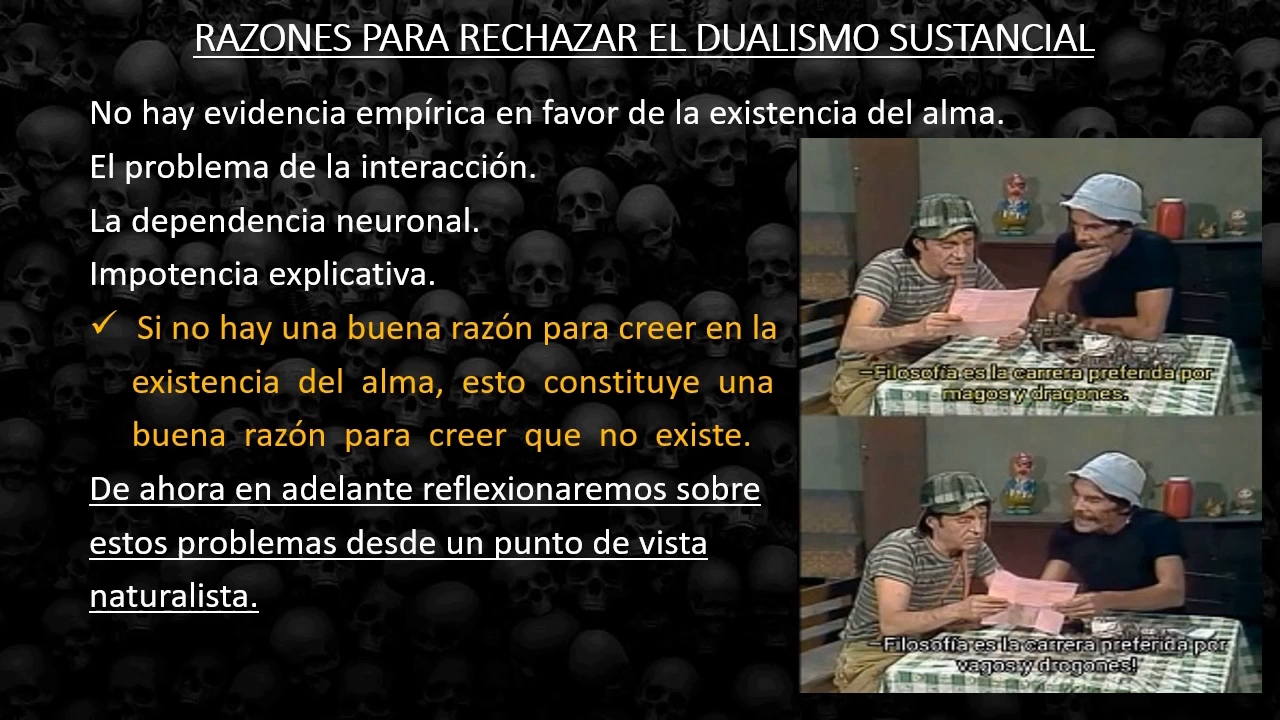 RAZONES PARA RECHAZAR EL DUALISMO SUSTANCIAL
No hay evidencia empírica en favor de la existencia del alma.
El problema de la interacción.
La dependencia neuronal.
Impotencia explicativa.
✓ Si no hay una buena razón para creer en la
existencia del alma, esto constituye una
buena razón para creer que no existe.
De ahora en adelante reflexionaremos sobre
estos problemas desde un punto de vista
naturalista.
—Filosofía es la carrera preferida por
magos y dragones.
—Filosofía es la carrera preferida por
vagos y drogones!